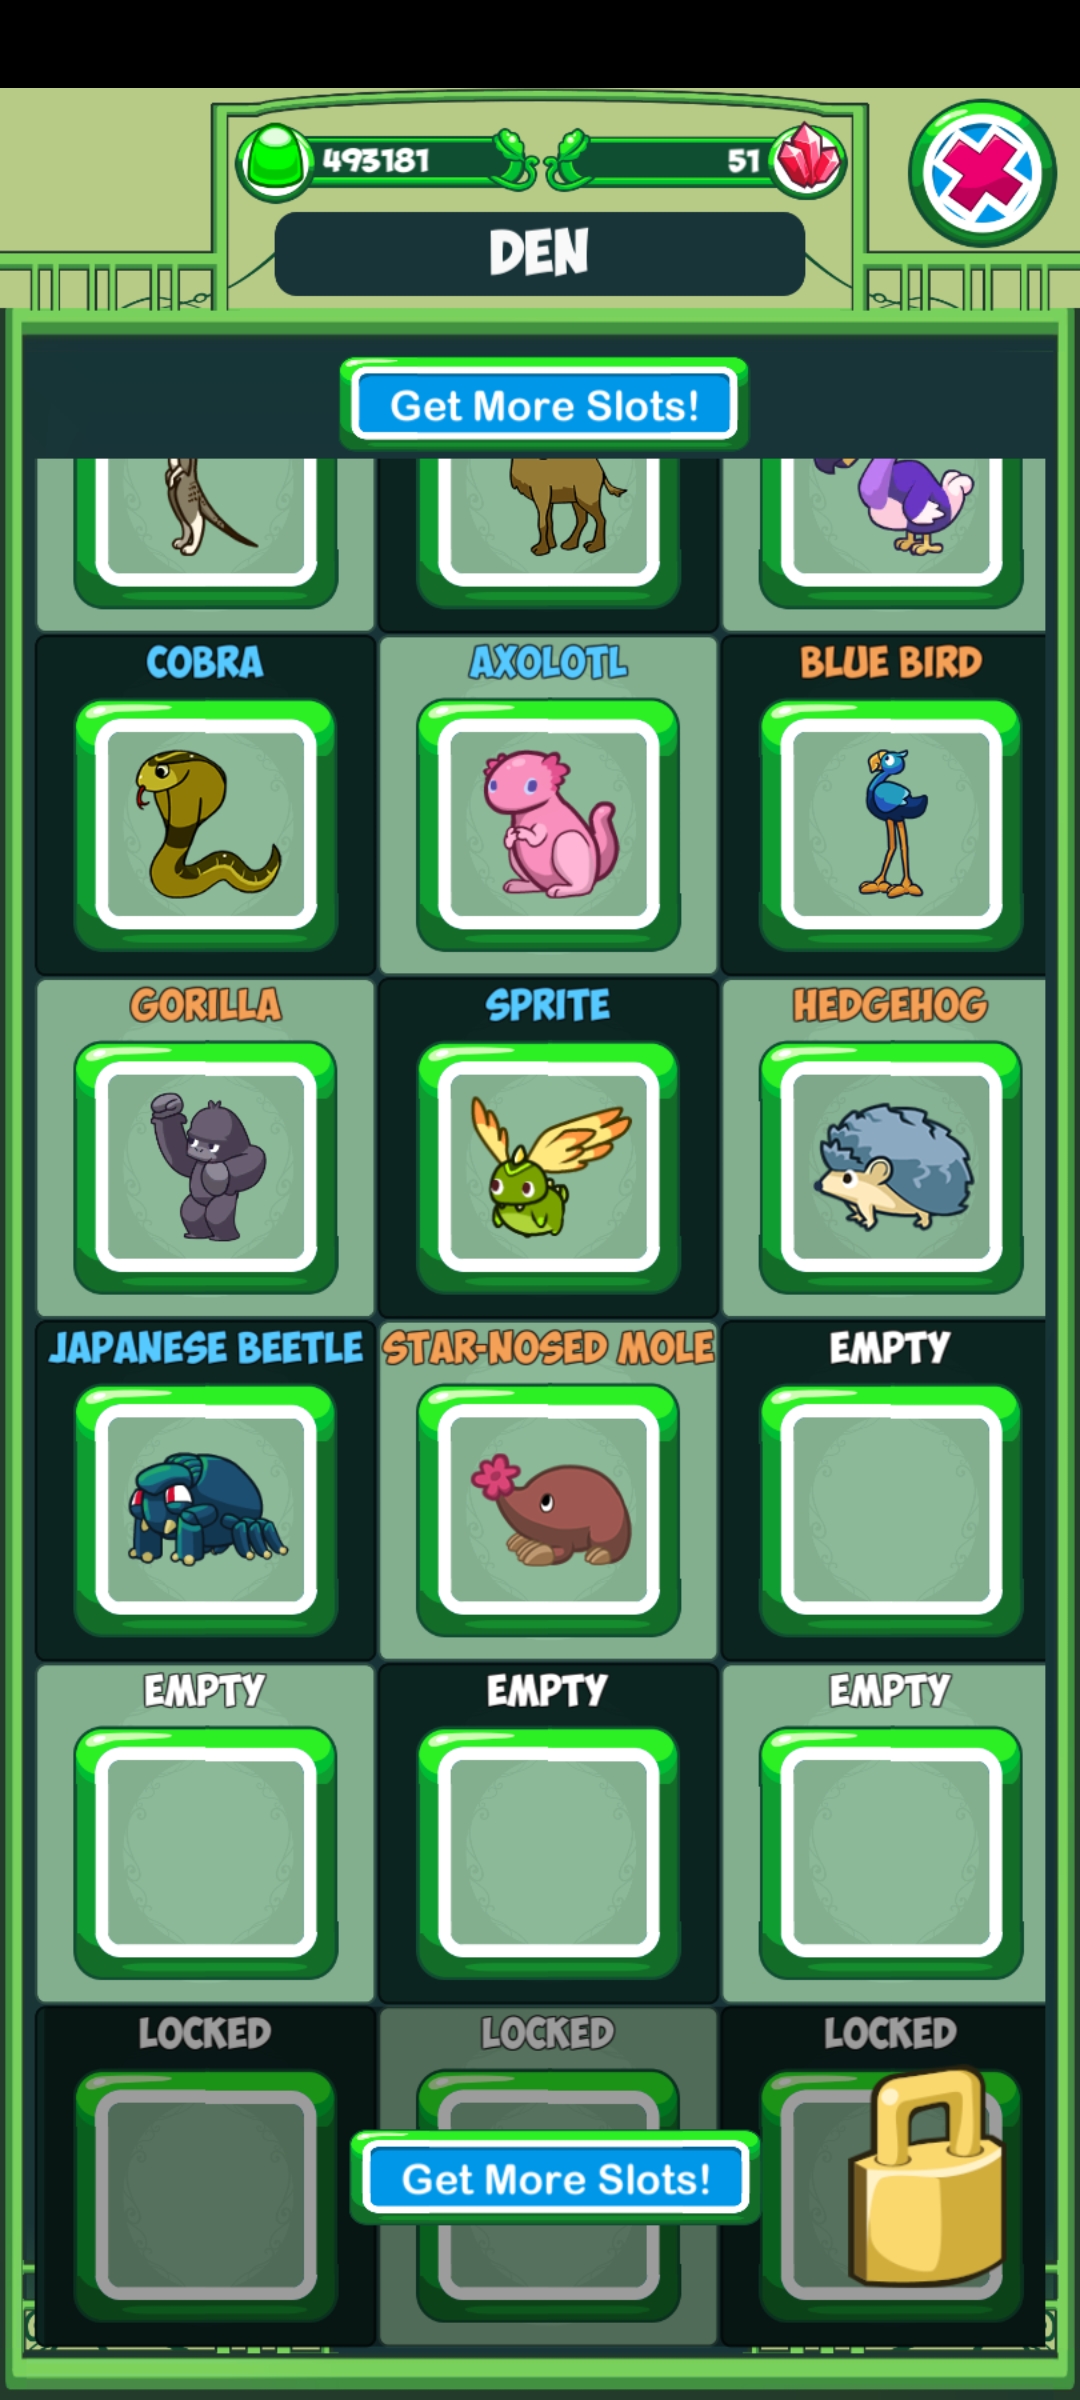 493181
51
DEN
Get More Slots!
COBRA
AXOLOTL
BLUE BIRD
GORILLA
SPRITE
HEDGEHOG
JAPANESE BEETLE
STAR-NOSED MOLE
EMPTY
EMPTY
EMPTY
EMPTY
LOCKED
LOCKED
LOCKED
Get More Slots!